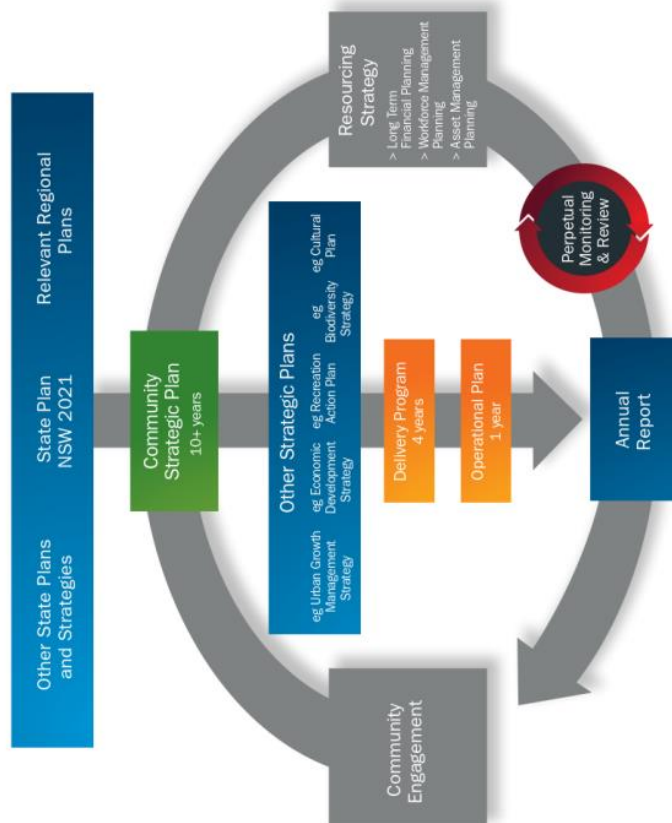 Other State Plans
and Strategies
State Plan
NSW 2021
Relevant Regional
Plans
Community
Strategic Plan
10+ years
Other Strategic Plans
eg Urban Growth
Management
Strategy
eg Economic
Development
Strategy
eg Recreation
Action Plan
eg
Biodiversity
Strategy
eg Cultural
Plan
Delivery Program
4 years
Operational Plan
1 year
Community
Engagement
Resourcing
Strategy
> Long Term
Financial Planning
> Workforce Management
Planning
> Asset Management
Planning
Perpetual
Monitoring
& Review
Annual
Report